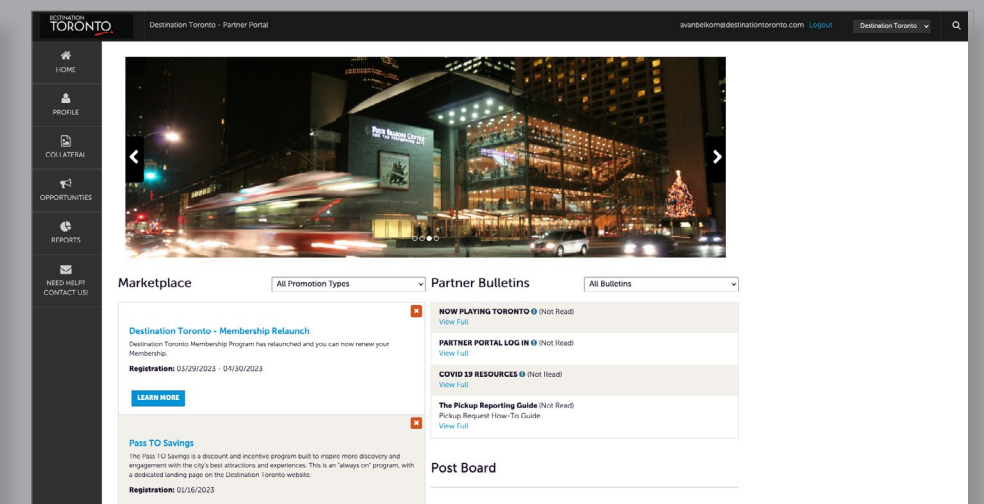 DESTINATION
TORONTO
Destination Toronto - Partner Portal
avanbelkom@destinationtoronto.com Logout
Destination Toronto
HOME
PROFILE
COLLATERAL
OPPORTUNITIES
REPORTS
NEED HELP?
CONTACT US!
FOUR SEASONS CENTRE
FOR THE PERFORMING ARTS
Marketplace
All Promotion Types
Destination Toronto - Membership Relaunch
Destination Toronto Membership Program has relaunched and you can now renew your
Membership.
Registration: 03/29/2023 - 04/30/2023
LEARN MORE
Pass TO Savings
The Pass TO Savings is a discount and incentive program built to inspire more discovery and
engagement with the city's best attractions and experiences. This is an "always on" program, with
a dedicated landing page on the Destination Toronto website.
Registration: 01/16/2023
Partner Bulletins
All Bulletins
NOW PLAYING TORONTO (Not Read)
View Full
PARTNER PORTAL LOG IN (Not Read)
View Full
COVID 19 RESOURCES (Not Read)
View Full
The Pickup Reporting Guide (Not Read)
Pickup Request How-To Guide
View Full
Post Board